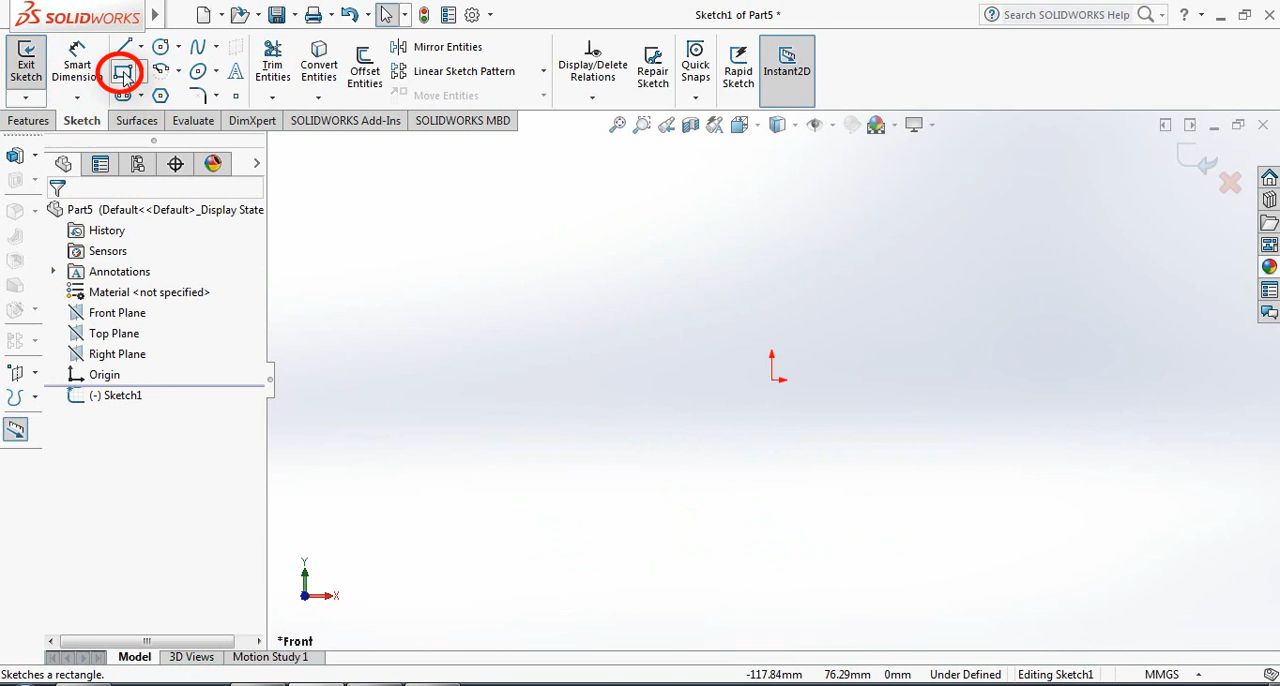 SOLIDWORKS
Sketch1 of Part5 *
Search SOLIDWORKS Help
?
Exit Sketch
Smart Dimension
Trim Entities
Convert Entities
Offset Entities
Mirror Entities
Linear Sketch Pattern
Move Entities
Display/Delete Relations
Repair Sketch
Quick Snaps
Rapid Sketch
Instant2D
Features
Sketch
Surfaces
Evaluate
DimXpert
SOLIDWORKS Add-Ins
SOLIDWORKS MBD
Part5 (Default<<Default>_Display State
History
Sensors
Annotations
Material <not specified>
Front Plane
Top Plane
Right Plane
Origin
(-) Sketch1
Y
X
*Front
Model
3D Views
Motion Study 1
Sketches a rectangle.
-117.84mm
76.29mm
0mm
Under Defined
Editing Sketch1
MMGS